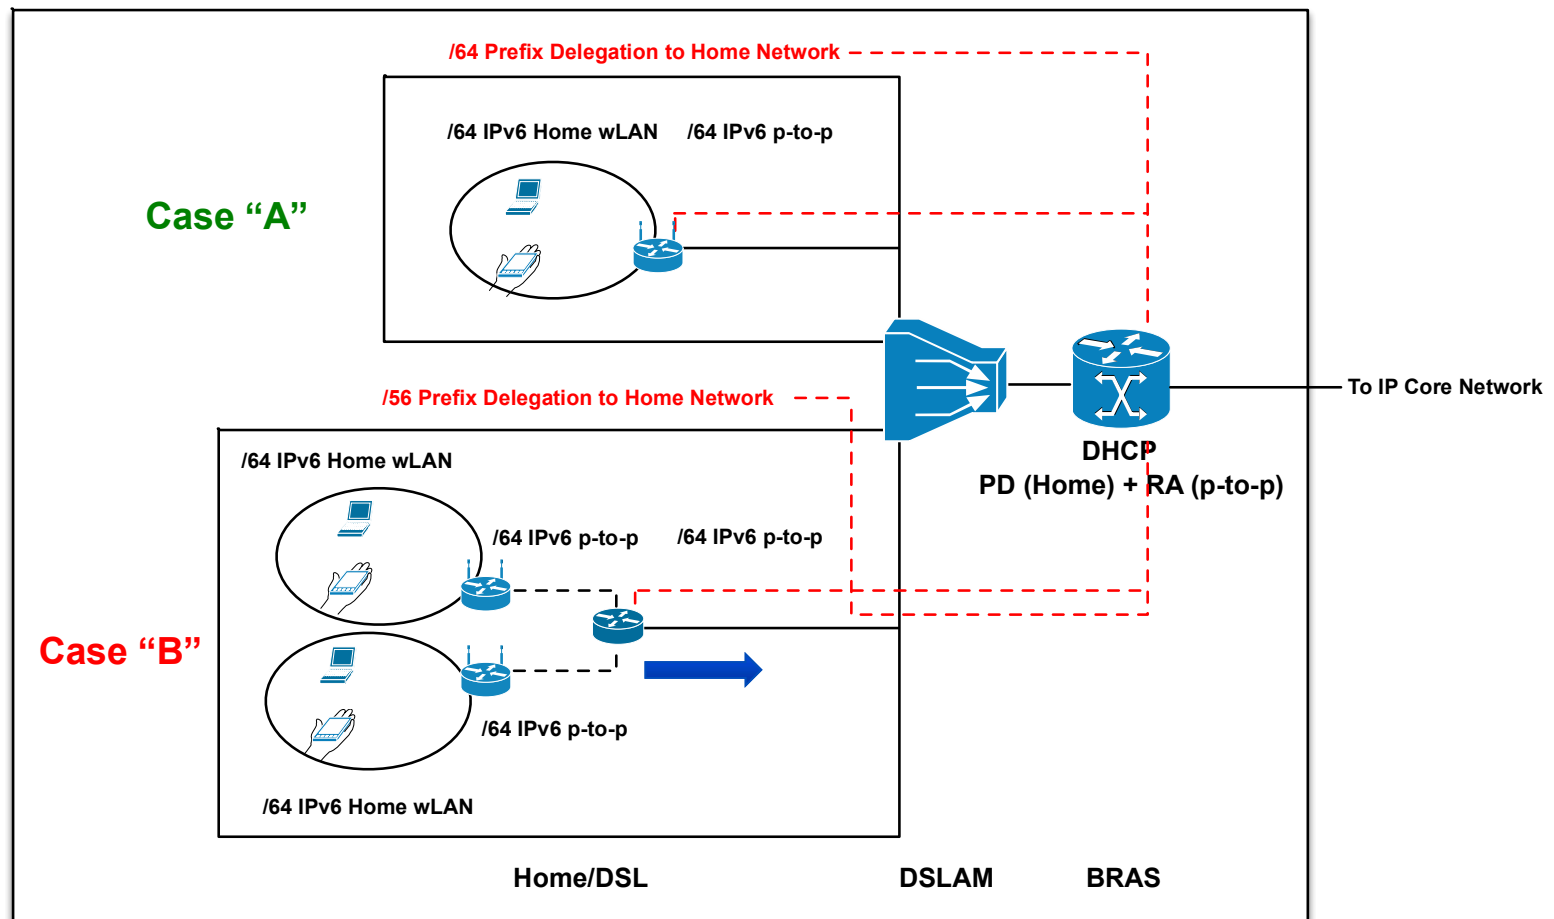 /64 Prefix Delegation to Home Network
/64 IPv6 Home wLAN
/64 IPv6 p-to-p
Case “A”
To IP Core Network
/56 Prefix Delegation to Home Network
DHCP
PD (Home) + RA (p-to-p)
/64 IPv6 Home wLAN
/64 IPv6 p-to-p
/64 IPv6 p-to-p
Case “B”
/64 IPv6 p-to-p
/64 IPv6 Home wLAN
Home/DSL
DSLAM
BRAS